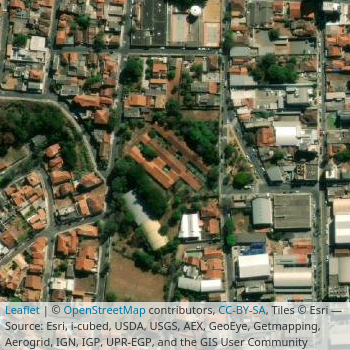 Leaflet | © OpenStreetMap contributors, CC-BY-SA, Tiles © Esri —
Source: Esri, i-cubed, USDA, USGS, AEX, GeoEye, Getmapping,
Aerogrid, IGN, IGP, UPR-EGP, and the GIS User Community